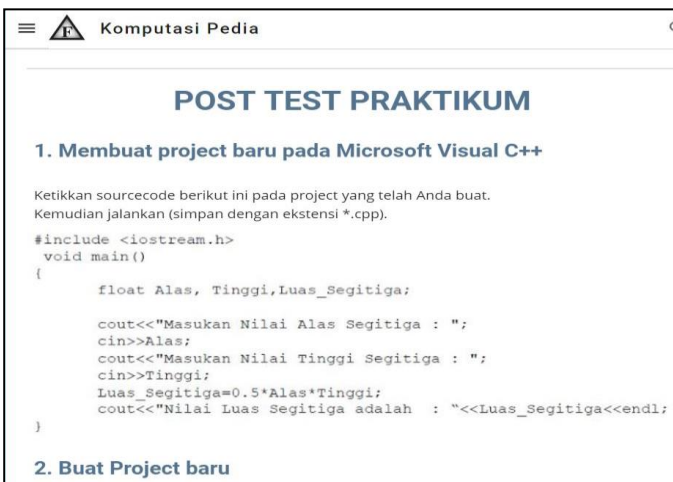 Komputasi Pedia
POST TEST PRAKTIKUM
1. Membuat project baru pada Microsoft Visual C++
Ketikkan sourcecode berikut ini pada project yang telah Anda buat.
Kemudian jalankan (simpan dengan ekstensi *.cpp).
#include <iostream.h>
void main()
{
float Alas, Tinggi,Luas_Segitiga;
cout<<"Masukan Nilai Alas Segitiga : ";
cin>>Alas;
cout<<"Masukan Nilai Tinggi Segitiga : ";
cin>>Tinggi;
Luas_Segitiga=0.5*Alas*Tinggi;
cout<<"Nilai Luas Segitiga adalah  : “<<Luas_Segitiga<<endl;
}
2. Buat Project baru